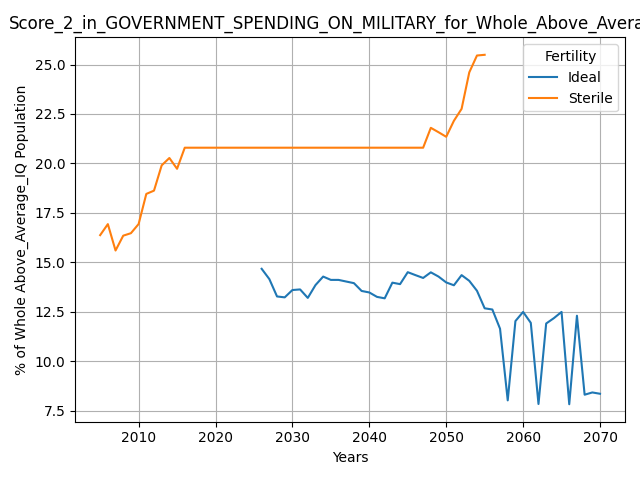 Score_2_in_GOVERNMENT_SPENDING_ON_MILITARY_for_Whole_Above_Avera
Fertility
Ideal
Sterile
% of Whole Above_Average_IQ Population
25.0
22.5
20.0
17.5
15.0
12.5
10.0
7.5
2010 2020 2030 2040 2050 2060 2070
Years